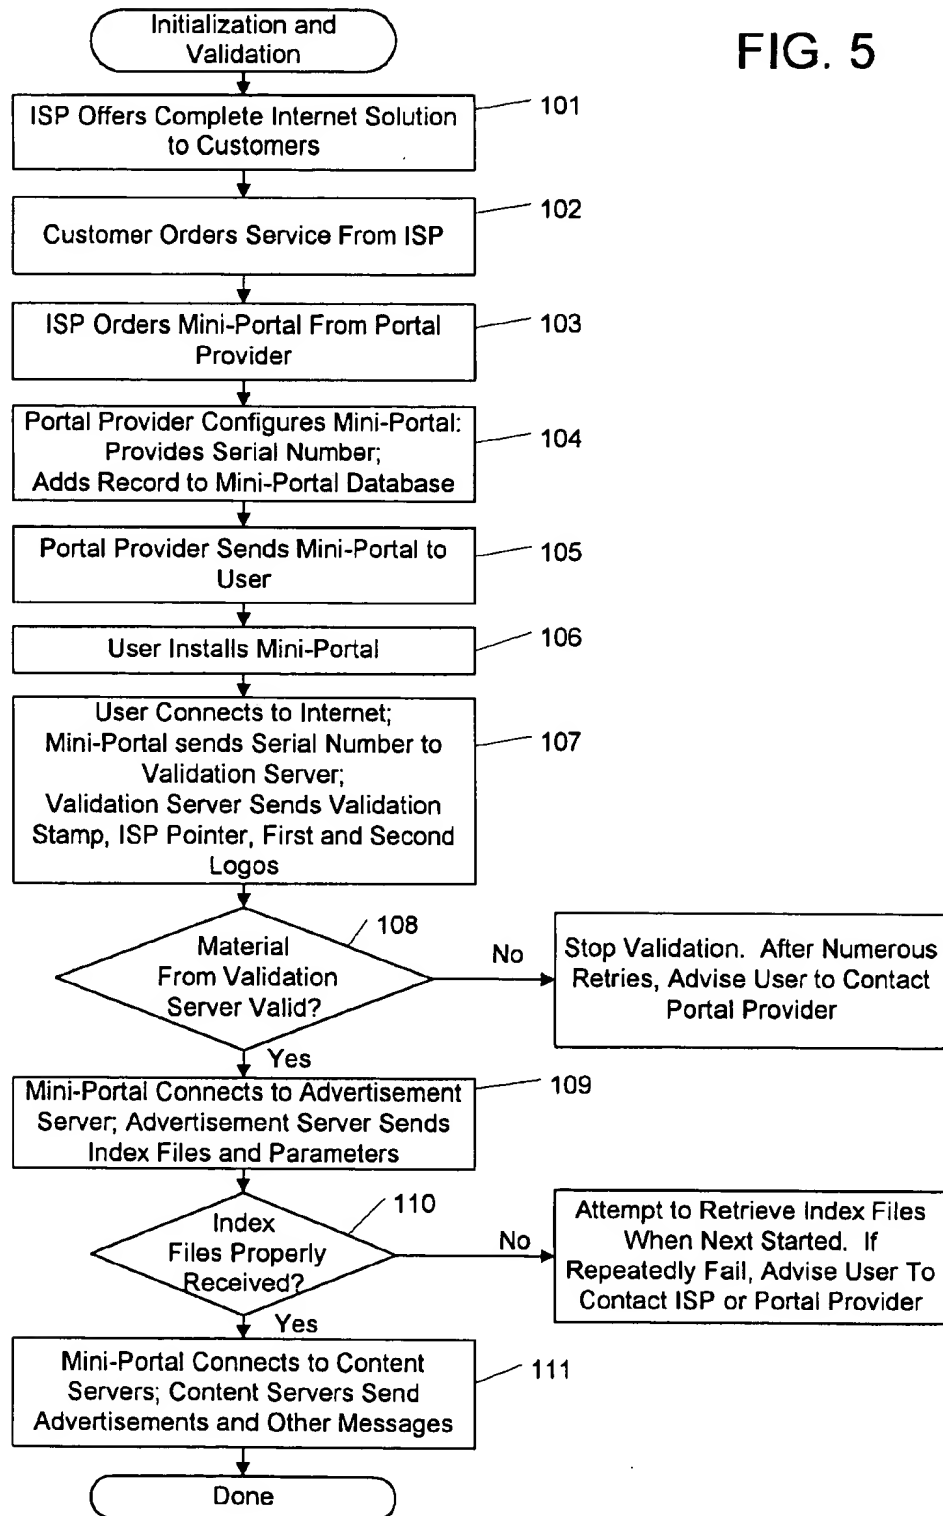 Initialization and
Validation
FIG. 5
101
ISP Offers Complete Internet Solution
to Customers
102
Customer Orders Service From ISP
103
ISP Orders Mini-Portal From Portal
Provider
104
Portal Provider Configures Mini-Portal:
Provides Serial Number;
Adds Record to Mini-Portal Database
105
Portal Provider Sends Mini-Portal to
User
106
User Installs Mini-Portal
107
User Connects to Internet;
Mini-Portal sends Serial Number to
Validation Server;
Validation Server Sends Validation
Stamp, ISP Pointer, First and Second
Logos
108
Material
From Validation
Server Valid?
No
Stop Validation. After Numerous
Retries, Advise User to Contact
Portal Provider
Yes
109
Mini-Portal Connects to Advertisement
Server; Advertisement Server Sends
Index Files and Parameters
110
Index
Files Properly
Received?
No
Attempt to Retrieve Index Files
When Next Started. If
Repeatedly Fail, Advise User To
Contact ISP or Portal Provider
Yes
111
Mini-Portal Connects to Content
Servers; Content Servers Send
Advertisements and Other Messages
Done